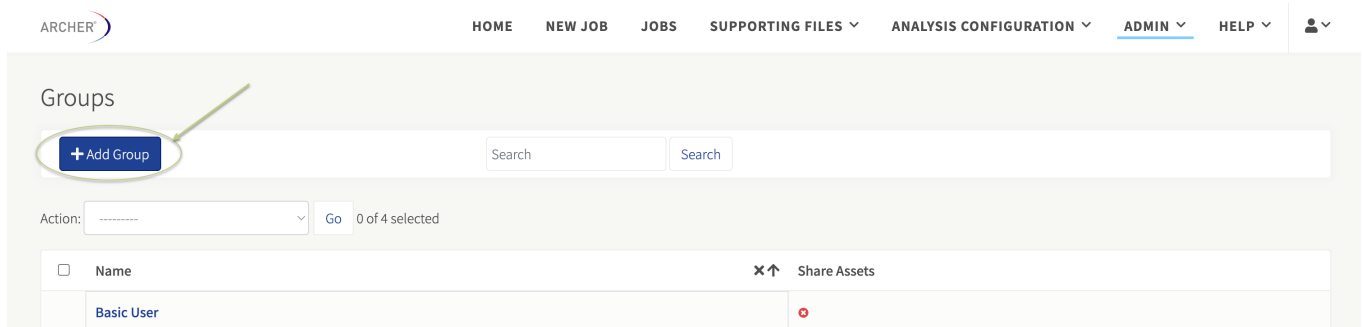 ARCHER®
HOME NEW JOB JOBS SUPPORTING FILES ANALYSIS CONFIGURATION ADMIN HELP
Groups
+ Add Group Search Search
Action: --------- Go 0 of 4 selected
Name Share Assets
Basic User